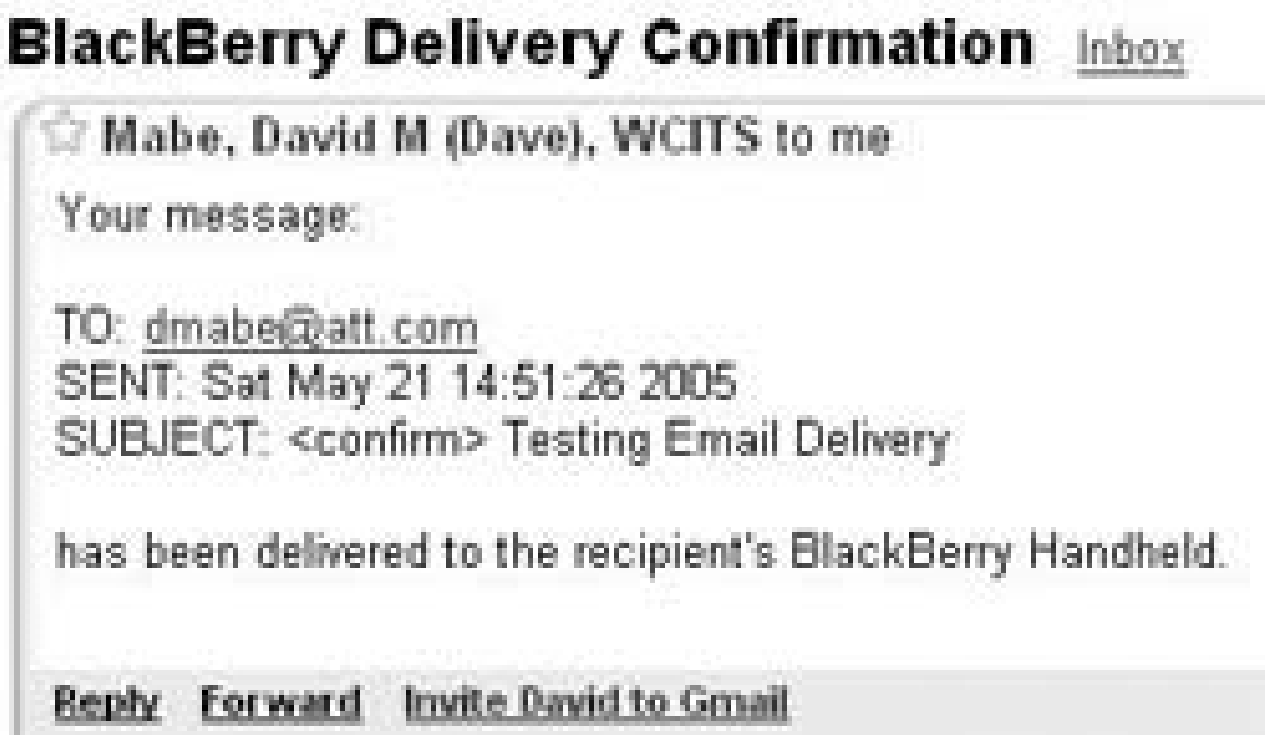 BlackBerry Delivery Confirmation Inbox
Mabe, David M (Dave), WCITS to me
Your message:
TO: dmabe@att.com
SENT: Sat May 21 14:51:26 2005
SUBJECT: <confirm> Testing Email Delivery
has been delivered to the recipient's BlackBerry Handheld.
Reply Forward Invite David to Gmail